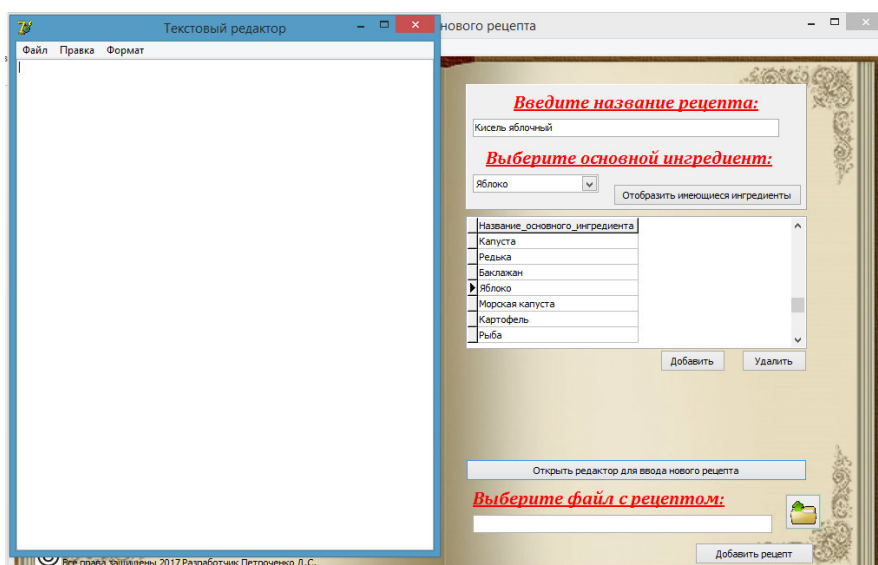 Текстовый редактор
Файл Правка Формат
нового рецепта
Введите название рецепта:
Кисель яблочный
Выберите основной ингредиент:
Яблоко
Отобразить имеющиеся ингредиенты
Название_основного_ингредиента
Капуста
Редька
Баклажан
Яблоко
Морская капуста
Картофель
Рыба
Добавить Удалить
Открыть редактор для ввода нового рецепта
Выберите файл с рецептом:
Добавить рецепт
Все права защищены 2017 Разработчик Петроченко Д.С.